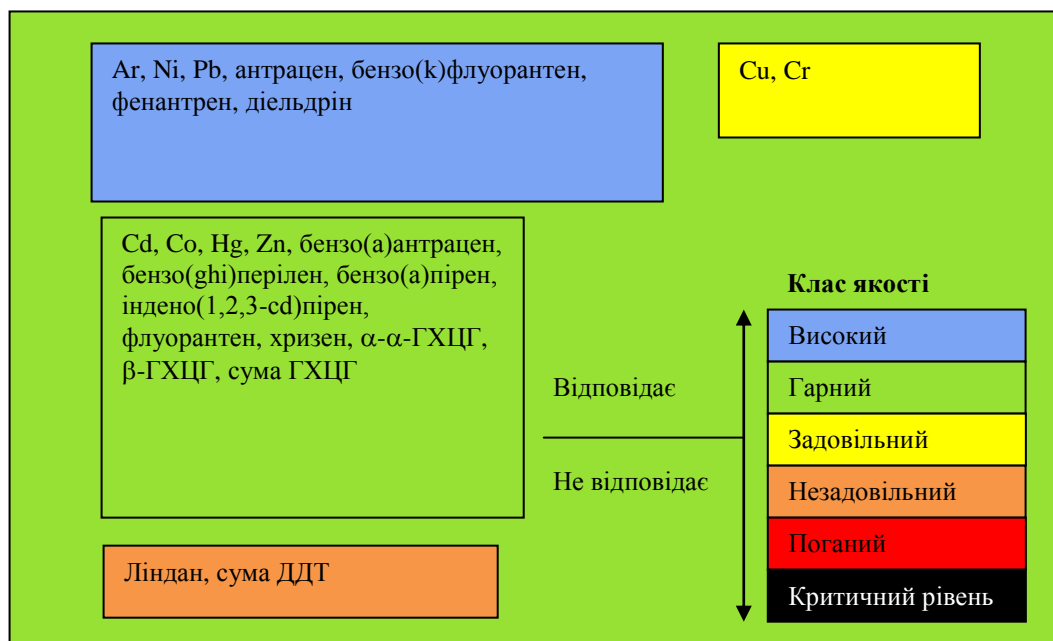 Ar, Ni, Pb, антрацен, бензо(k)флуорантен,
фенантрен, діельдрін
Cu, Cr
Cd, Co, Hg, Zn, бензо(а)антрацен,
бензо(ghi)перілен, бензо(а)пірен,
індено(1,2,3-cd)пірен,
флуорантен, хризен, α-α-ГХЦГ,
β-ГХЦГ, сума ГХЦГ
Ліндан, сума ДДТ
Відповідає
Не відповідає
Клас якості
Високий
Гарний
Задовільний
Незадовільний
Поганий
Критичний рівень